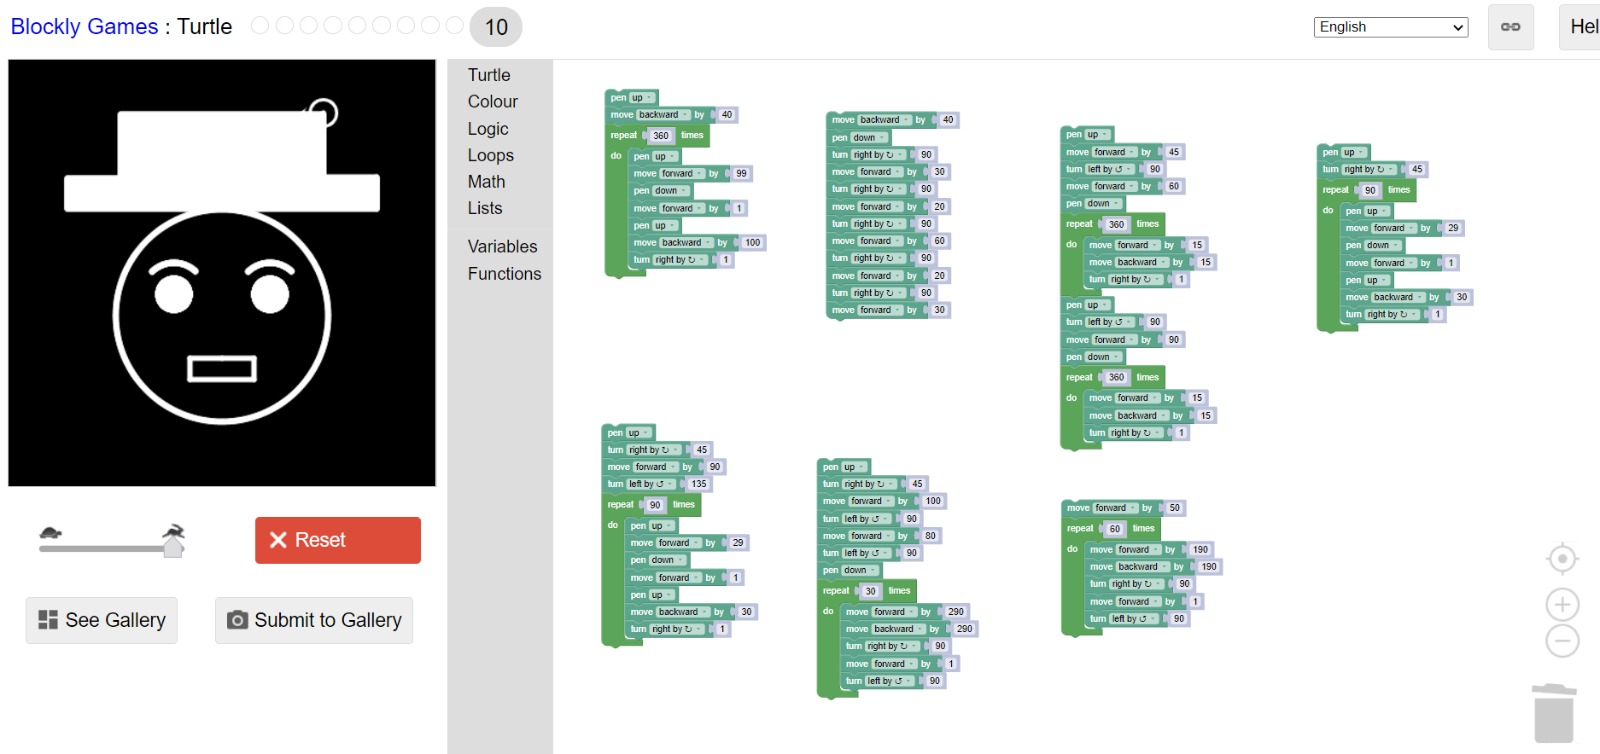 Blockly Games : Turtle
10
English
Hel
Turtle
Colour
Logic
Loops
Math
Lists
Variables
Functions
Reset
See Gallery
Submit to Gallery
pen up
move backward by 40
repeat 360 times
do pen up
move forward by 99
pen down
move forward by 1
pen up
move backward by 100
turn right by ↻ 1
move backward by 40
pen down
turn right by ↻ 90
move forward by 30
turn right by ↻ 90
move forward by 20
turn right by ↻ 90
move forward by 60
turn right by ↻ 90
move forward by 20
turn right by ↻ 90
move forward by 30
pen up
move forward by 45
turn left by ↺ 90
move forward by 60
pen down
repeat 360 times
do move forward by 15
move backward by 15
turn right by ↻ 1
pen up
turn left by ↺ 90
move forward by 90
pen down
repeat 360 times
do move forward by 15
move backward by 15
turn right by ↻ 1
pen up
turn right by ↻ 45
repeat 90 times
do pen up
move forward by 29
pen down
move forward by 1
pen up
move backward by 30
turn right by ↻ 1
pen up
turn right by ↻ 45
move forward by 90
turn left by ↺ 135
repeat 90 times
do pen up
move forward by 29
pen down
move forward by 1
pen up
move backward by 30
turn right by ↻ 1
pen up
turn right by ↻ 45
move forward by 100
turn left by ↺ 90
move forward by 80
turn left by ↺ 90
pen down
repeat 30 times
do move forward by 290
move backward by 290
turn right by ↻ 90
move forward by 1
turn left by ↺ 90
move forward by 50
repeat 60 times
do move forward by 190
move backward by 190
turn right by ↻ 90
move forward by 1
turn left by ↺ 90